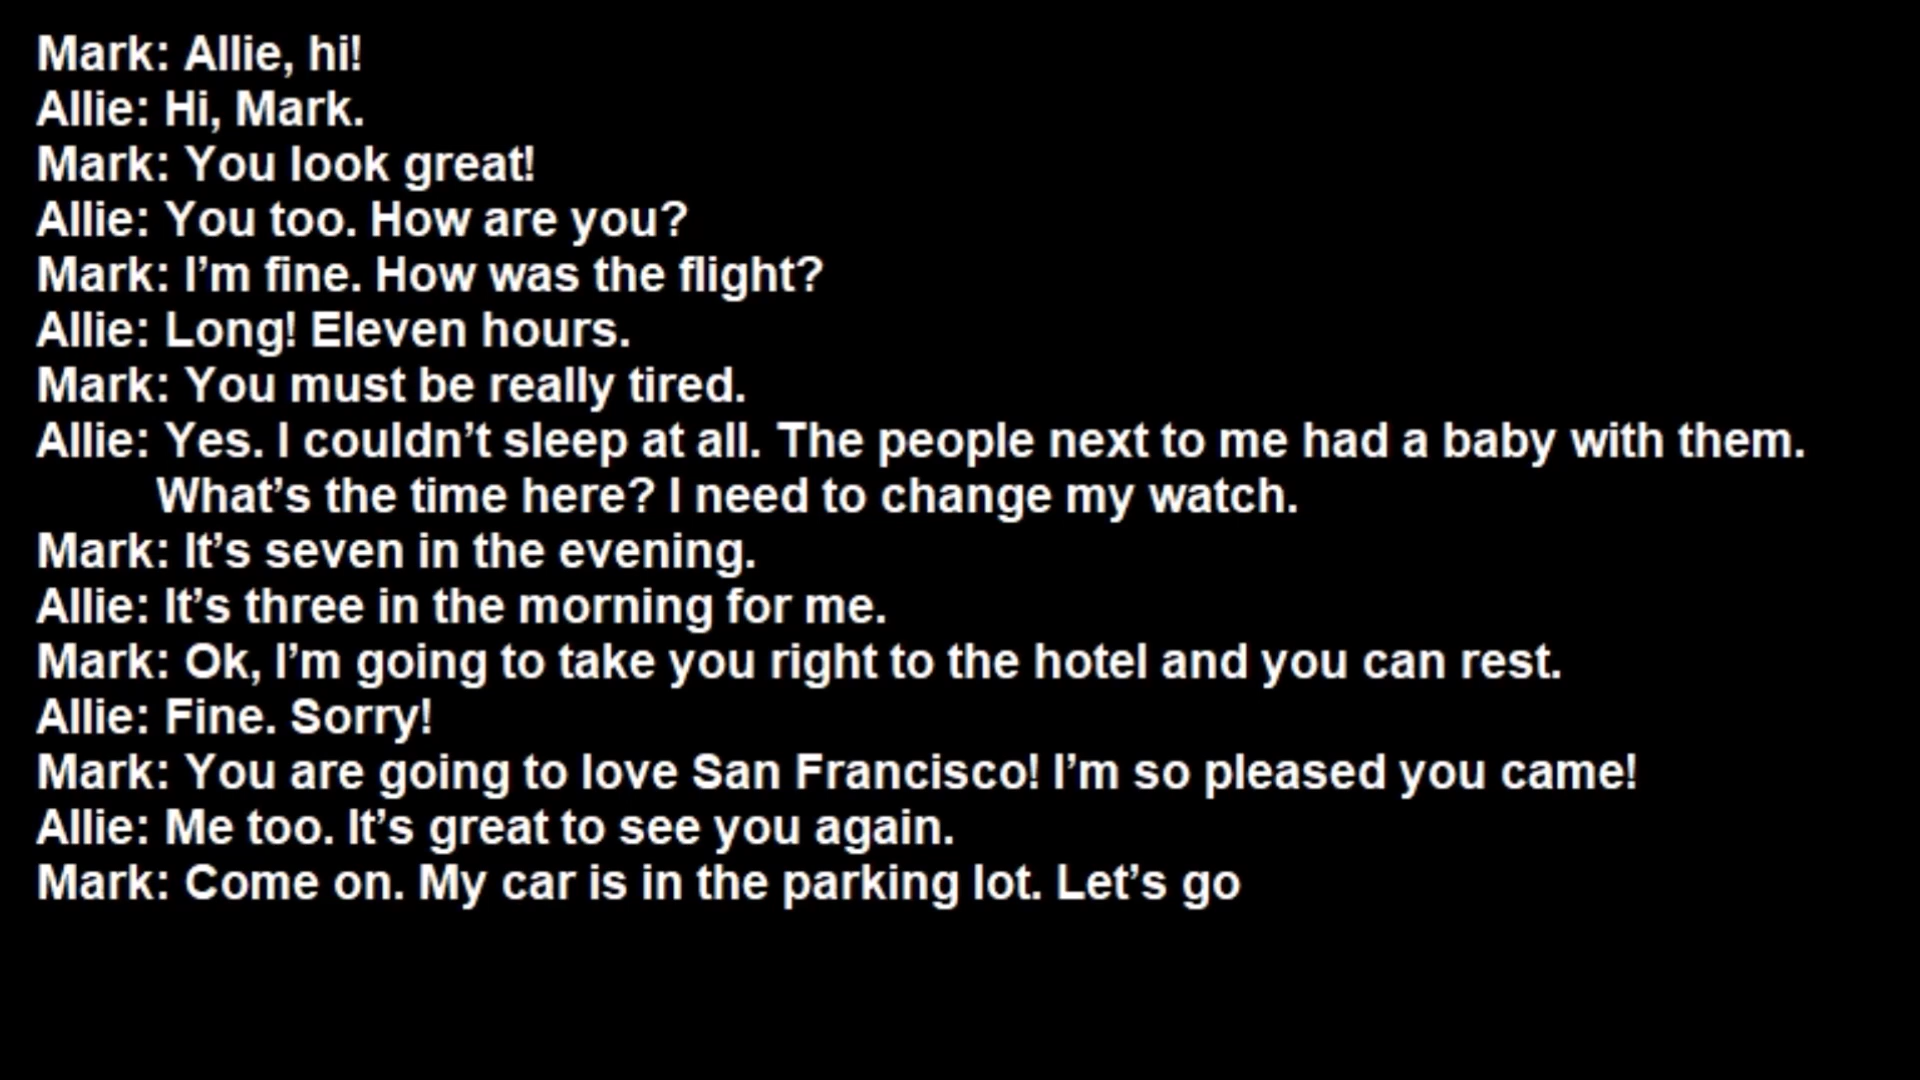 Mark: Allie, hi!
Allie: Hi, Mark.
Mark: You look great!
Allie: You too. How are you?
Mark: I’m fine. How was the flight?
Allie: Long! Eleven hours.
Mark: You must be really tired.
Allie: Yes. I couldn’t sleep at all. The people next to me had a baby with them.
What’s the time here? I need to change my watch.
Mark: It’s seven in the evening.
Allie: It’s three in the morning for me.
Mark: Ok, I’m going to take you right to the hotel and you can rest.
Allie: Fine. Sorry!
Mark: You are going to love San Francisco! I’m so pleased you came!
Allie: Me too. It’s great to see you again.
Mark: Come on. My car is in the parking lot. Let’s go